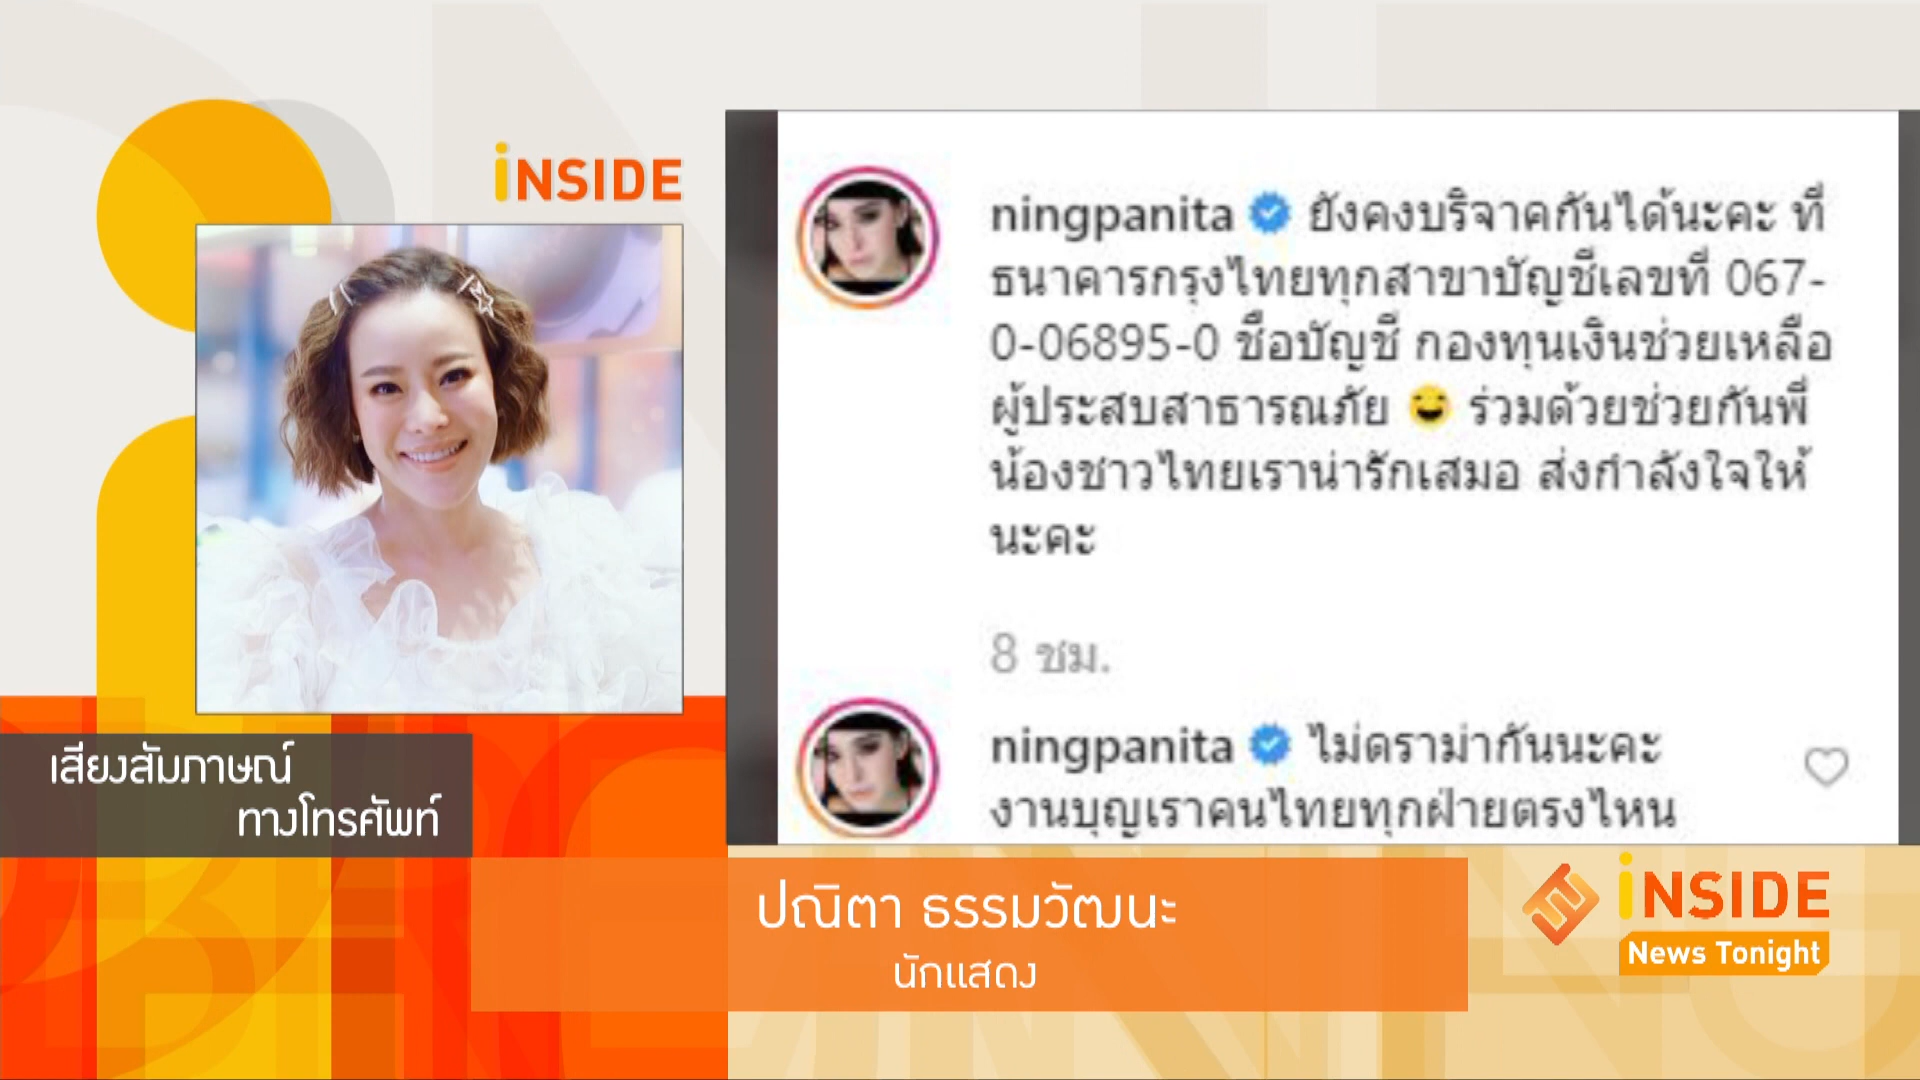 iNSIDE
ningpanita ยังคงบริจาคกันได้นะคะ ที่
ธนาคารกรุงไทยทุกสาขาบัญชีเลขที่ 067-
0-06895-0 ชื่อบัญชี กองทุนเงินช่วยเหลือ
ผู้ประสบสาธารณภัย 😄 ร่วมด้วยช่วยกันพี่
น้องชาวไทยเราน่ารักเสมอ ส่งกำลังใจให้
นะคะ
8 ชม.
ningpanita ไม่ดราม่ากันนะคะ
งานบุญเราคนไทยทุกฝ่ายตรงไหน
เสียงสัมภาษณ์
ทางโทรศัพท์
ปณิตา ธรรมวัฒนะ
นักแสดง
iNSIDE
News Tonight